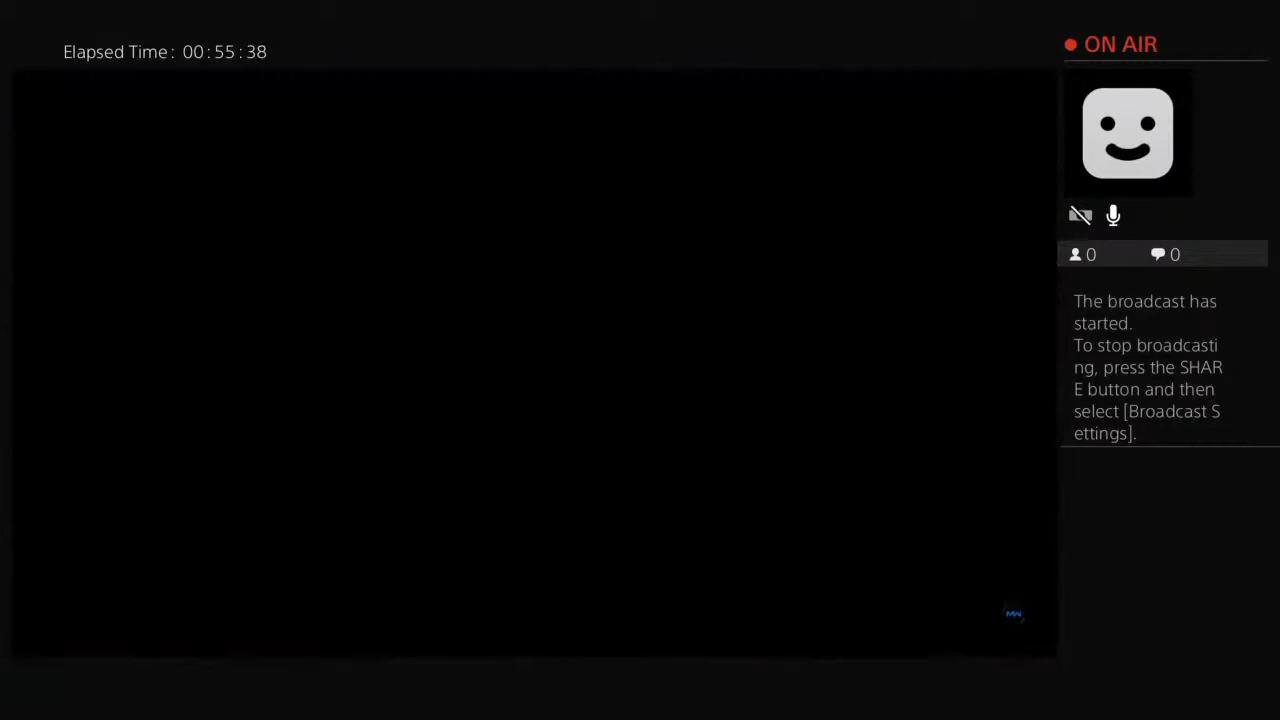 Elapsed Time: 00:55:38
ON AIR
0 0
The broadcast has
started.
To stop broadcasti
ng, press the SHAR
E button and then
select [Broadcast S
ettings].
MW